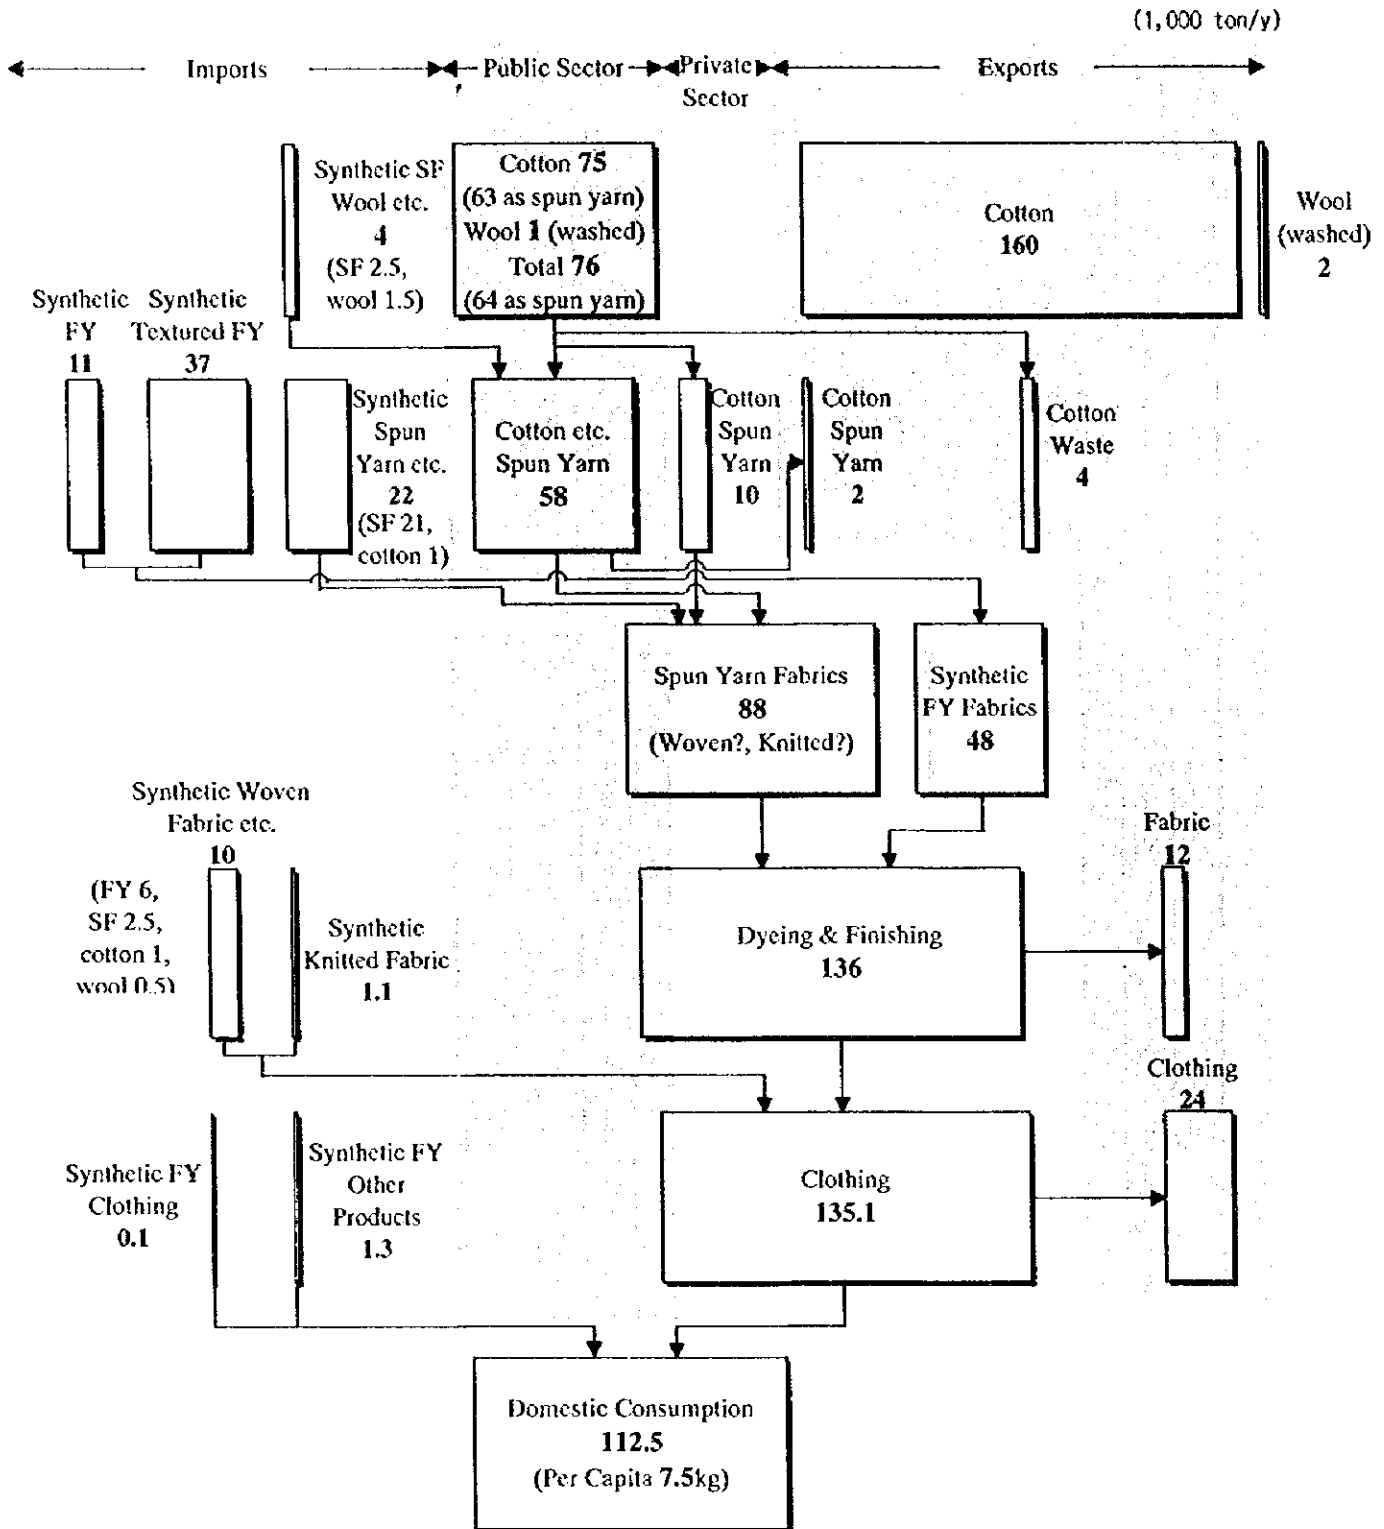 (1,000 ton/y)
Imports
Public Sector
Private
Sector
Exports
Synthetic SF
Wool etc.
4
(SF 2.5,
wool 1.5)
Cotton 75
(63 as spun yarn)
Wool 1 (washed)
Total 76
(64 as spun yarn)
Cotton
160
Wool
(washed)
2
Synthetic
FY
11
Synthetic
Textured FY
37
Synthetic
Spun
Yarn etc.
22
(SF 21,
cotton 1)
Cotton etc.
Spun Yarn
58
Cotton
Spun
Yarn
10
Cotton
Spun
Yarn
2
Cotton
Waste
4
Spun Yarn Fabrics
88
(Woven?, Knitted?)
Synthetic
FY Fabrics
48
Synthetic Woven
Fabric etc.
10
(FY 6,
SF 2.5,
cotton 1,
wool 0.5)
Synthetic
Knitted Fabric
1.1
Dyeing & Finishing
136
Fabric
12
Synthetic FY
Clothing
0.1
Synthetic FY
Other
Products
1.3
Clothing
135.1
Clothing
24
Domestic Consumption
112.5
(Per Capita 7.5kg)